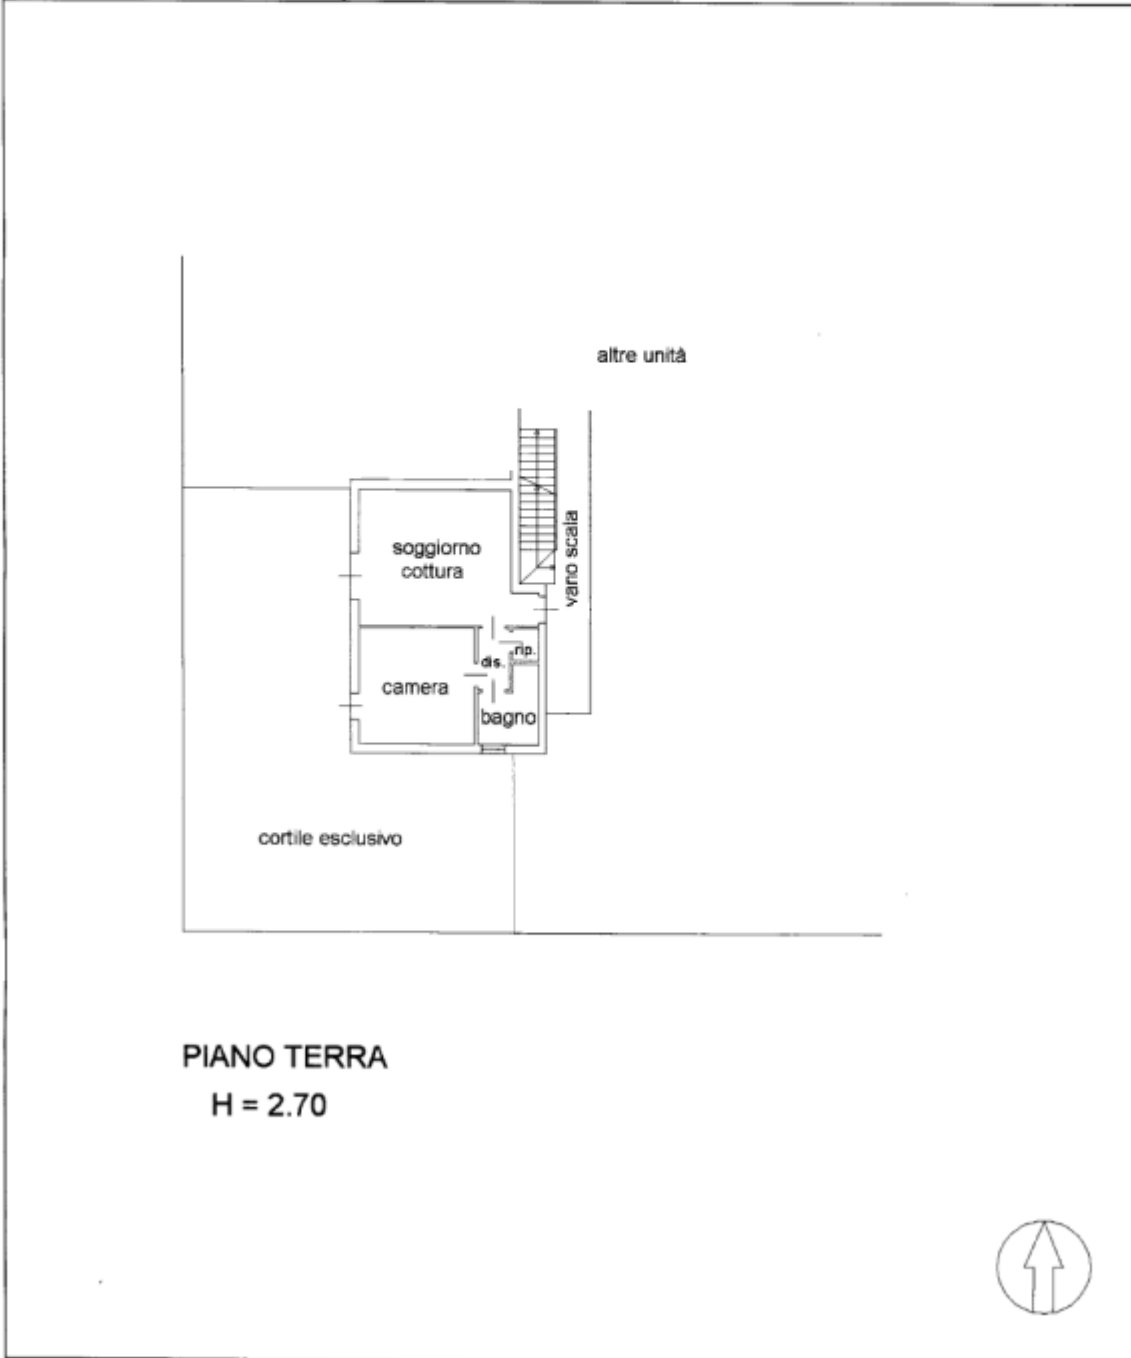 altre unità
vano scala
soggiorno
cottura
rip.
dis.
camera
bagno
cortile esclusivo
PIANO TERRA
H = 2.70